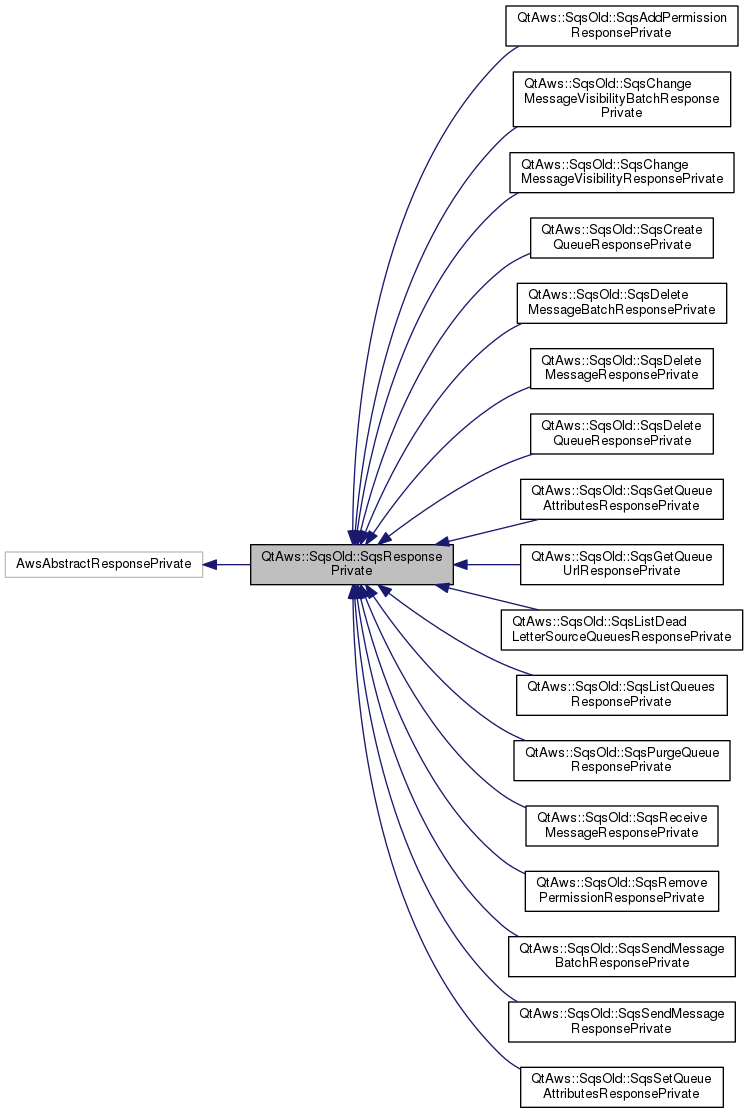 QtAws::SqsOld::SqsAddPermission
ResponsePrivate
QtAws::SqsOld::SqsChange
MessageVisibilityBatchResponse
Private
QtAws::SqsOld::SqsChange
MessageVisibilityResponsePrivate
QtAws::SqsOld::SqsCreate
QueueResponsePrivate
QtAws::SqsOld::SqsDelete
MessageBatchResponsePrivate
QtAws::SqsOld::SqsDelete
MessageResponsePrivate
QtAws::SqsOld::SqsDelete
QueueResponsePrivate
QtAws::SqsOld::SqsGetQueue
AttributesResponsePrivate
AwsAbstractResponsePrivate
QtAws::SqsOld::SqsResponse
Private
QtAws::SqsOld::SqsGetQueue
UrlResponsePrivate
QtAws::SqsOld::SqsListDead
LetterSourceQueuesResponsePrivate
QtAws::SqsOld::SqsListQueues
ResponsePrivate
QtAws::SqsOld::SqsPurgeQueue
ResponsePrivate
QtAws::SqsOld::SqsReceive
MessageResponsePrivate
QtAws::SqsOld::SqsRemove
PermissionResponsePrivate
QtAws::SqsOld::SqsSendMessage
BatchResponsePrivate
QtAws::SqsOld::SqsSendMessage
ResponsePrivate
QtAws::SqsOld::SqsSetQueue
AttributesResponsePrivate